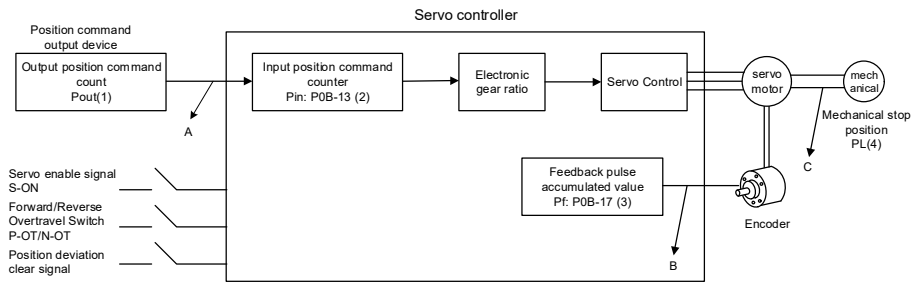 Servo controller
Position command
output device
Output position command
count
Pout(1)
Input position command
counter
Pin: P0B-13 (2)
Electronic
gear ratio
Servo Control
servo
motor
mech
anical
Mechanical stop
position
PL(4)
A
C
Servo enable signal
S-ON
Forward/Reverse
Overtravel Switch
P-OT/N-OT
Position deviation
clear signal
Feedback pulse
accumulated value
Pf: P0B-17 (3)
Encoder
B